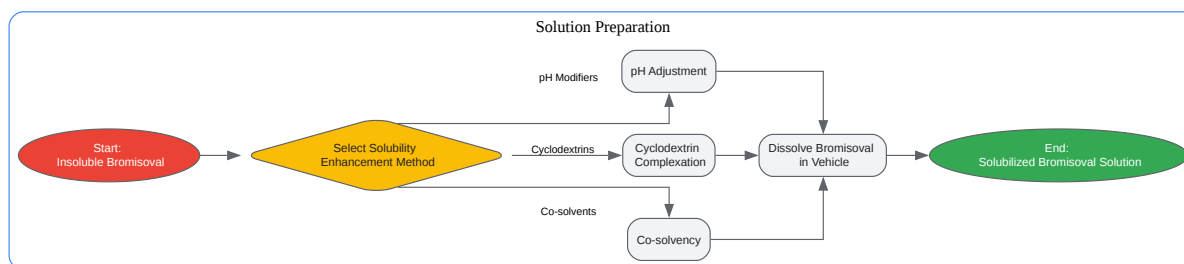 Solution Preparation
pH Modifiers
pH Adjustment
Start:
Insoluble Bromisoval
Select Solubility
Enhancement Method
Cyclodextrins
Cyclodextrin
Complexation
Dissolve Bromisoval
in Vehicle
End:
Solubilized Bromisoval Solution
Co-solvents
Co-solvency